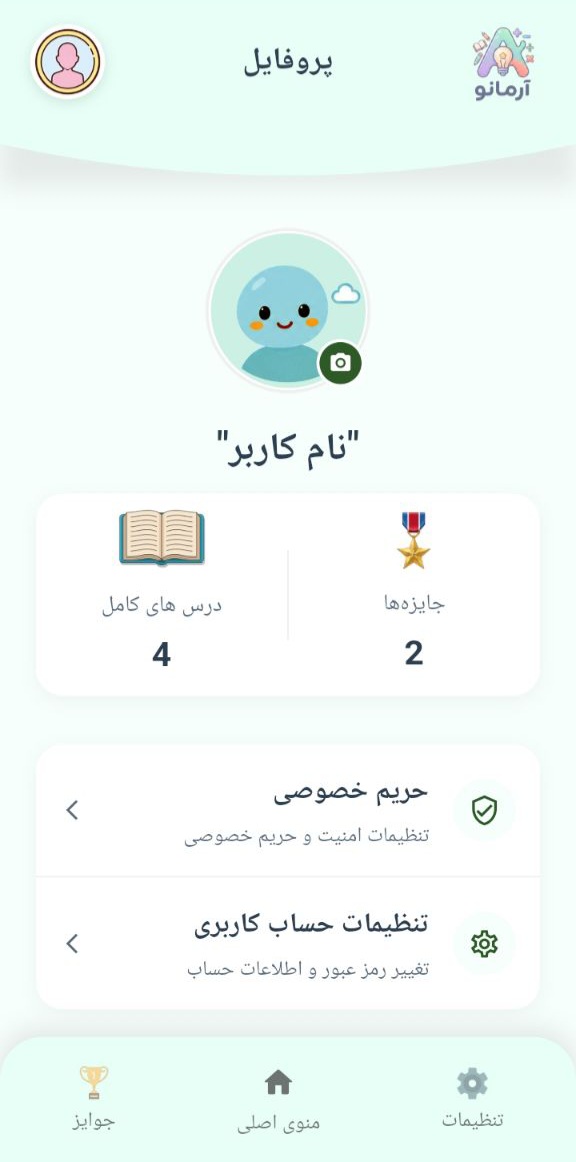 آرمانو
پروفایل
"نام کاربر"
جایزه‌ها
2
درس های کامل
4
حریم خصوصی
تنظیمات امنیت و حریم خصوصی
تنظیمات حساب کاربری
تغییر رمز عبور و اطلاعات حساب
تنظیمات
منوی اصلی
جوایز